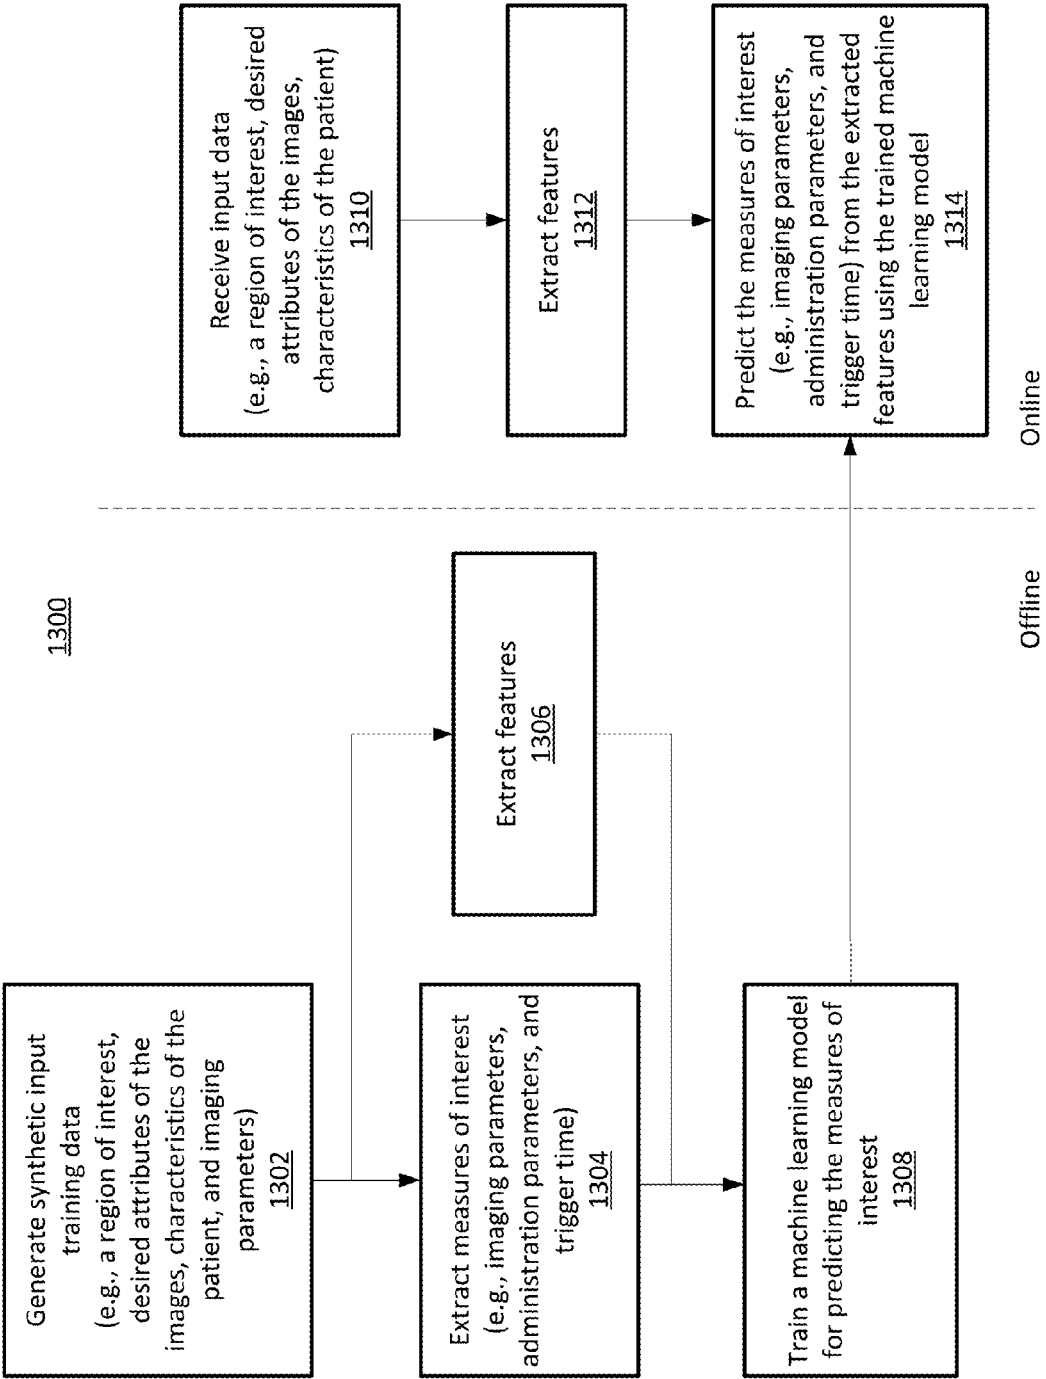 1300
Generate synthetic input
training data
(e.g., a region of interest,
desired attributes of the
images, characteristics of the
patient, and imaging
parameters)
1302
Extract measures of interest
(e.g., imaging parameters,
administration parameters, and
trigger time)
1304
Extract features
1306
Train a machine learning model
for predicting the measures of
interest
1308
Offline
Receive input data
(e.g., a region of interest, desired
attributes of the images,
characteristics of the patient)
1310
Extract features
1312
Predict the measures of interest
(e.g., imaging parameters,
administration parameters, and
trigger time) from the extracted
features using the trained machine
learning model
1314
Online